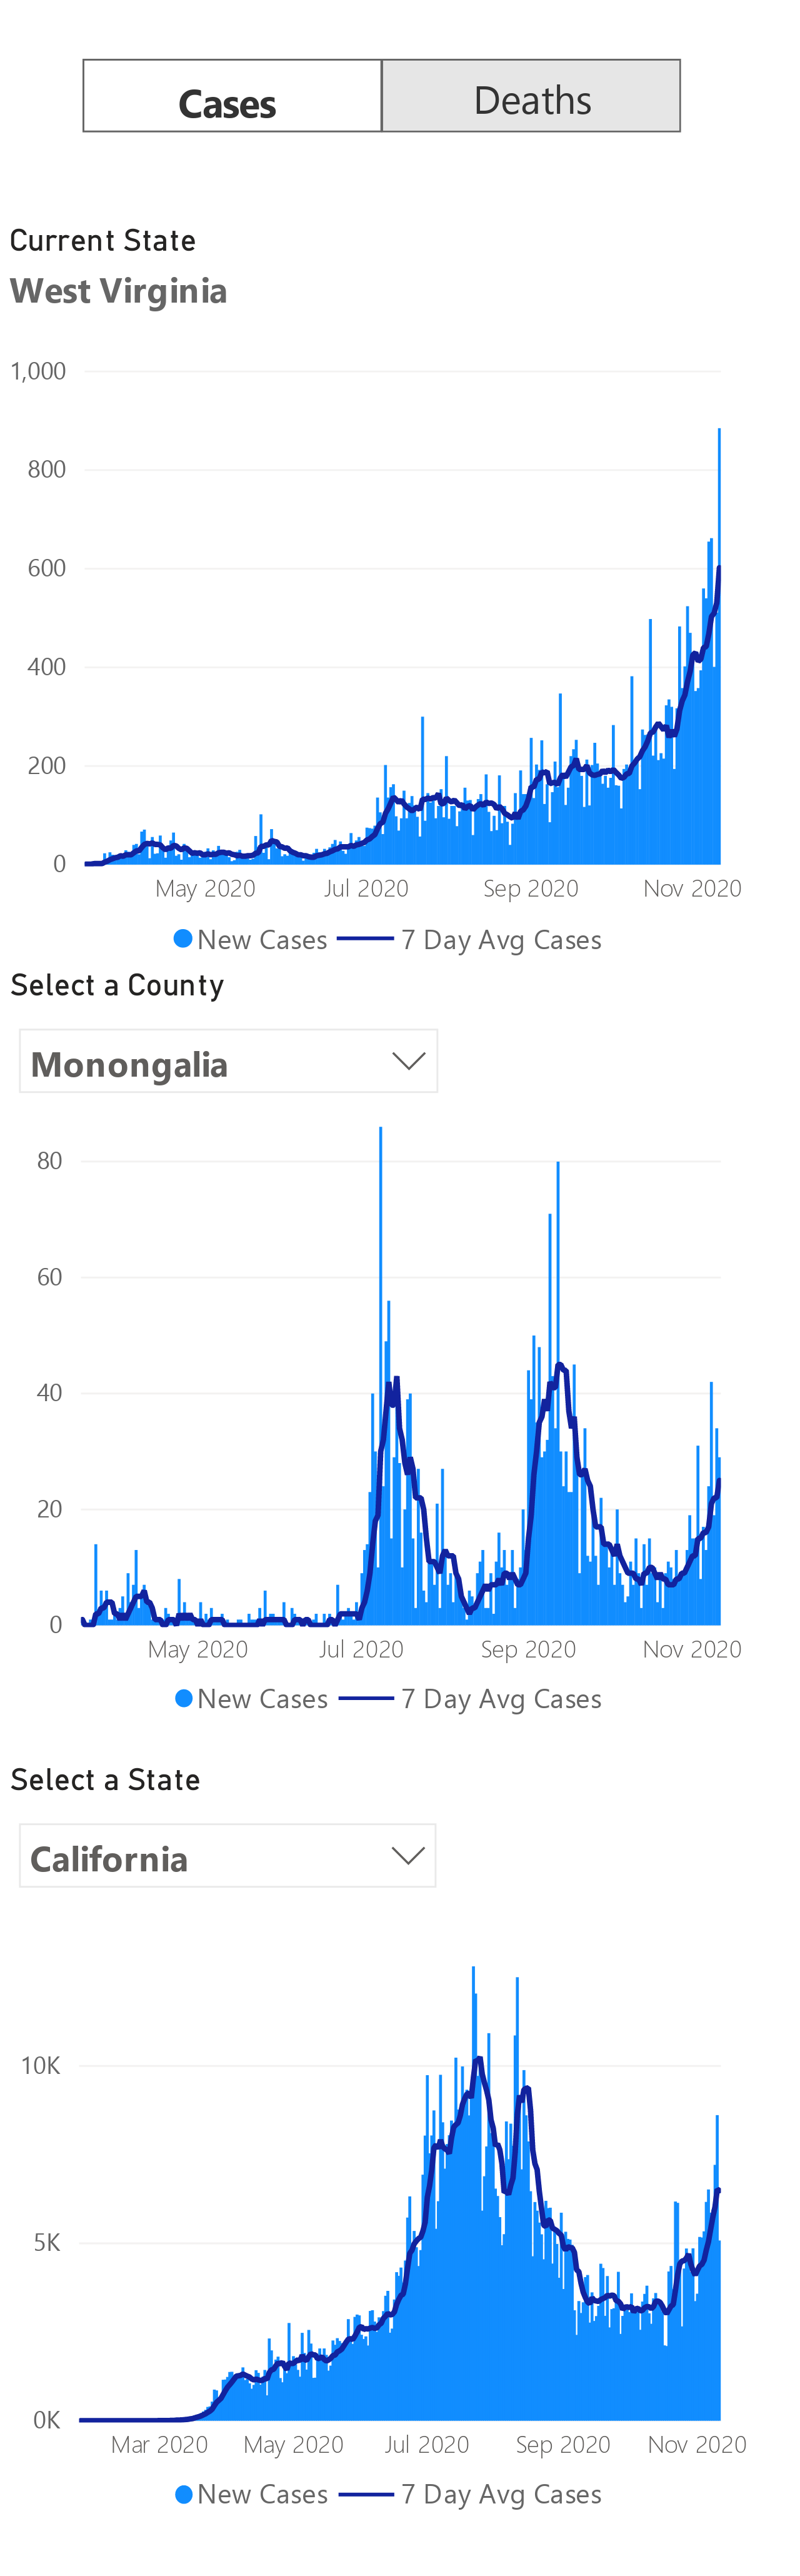 Cases Deaths
Current State
West Virginia
1,000
800
600
400
200
0
May 2020 Jul 2020 Sep 2020 Nov 2020
New Cases 7 Day Avg Cases
Select a County
Monongalia
80
60
40
20
0
May 2020 Jul 2020 Sep 2020 Nov 2020
New Cases 7 Day Avg Cases
Select a State
California
10K
5K
0K
Mar 2020 May 2020 Jul 2020 Sep 2020 Nov 2020
New Cases 7 Day Avg Cases